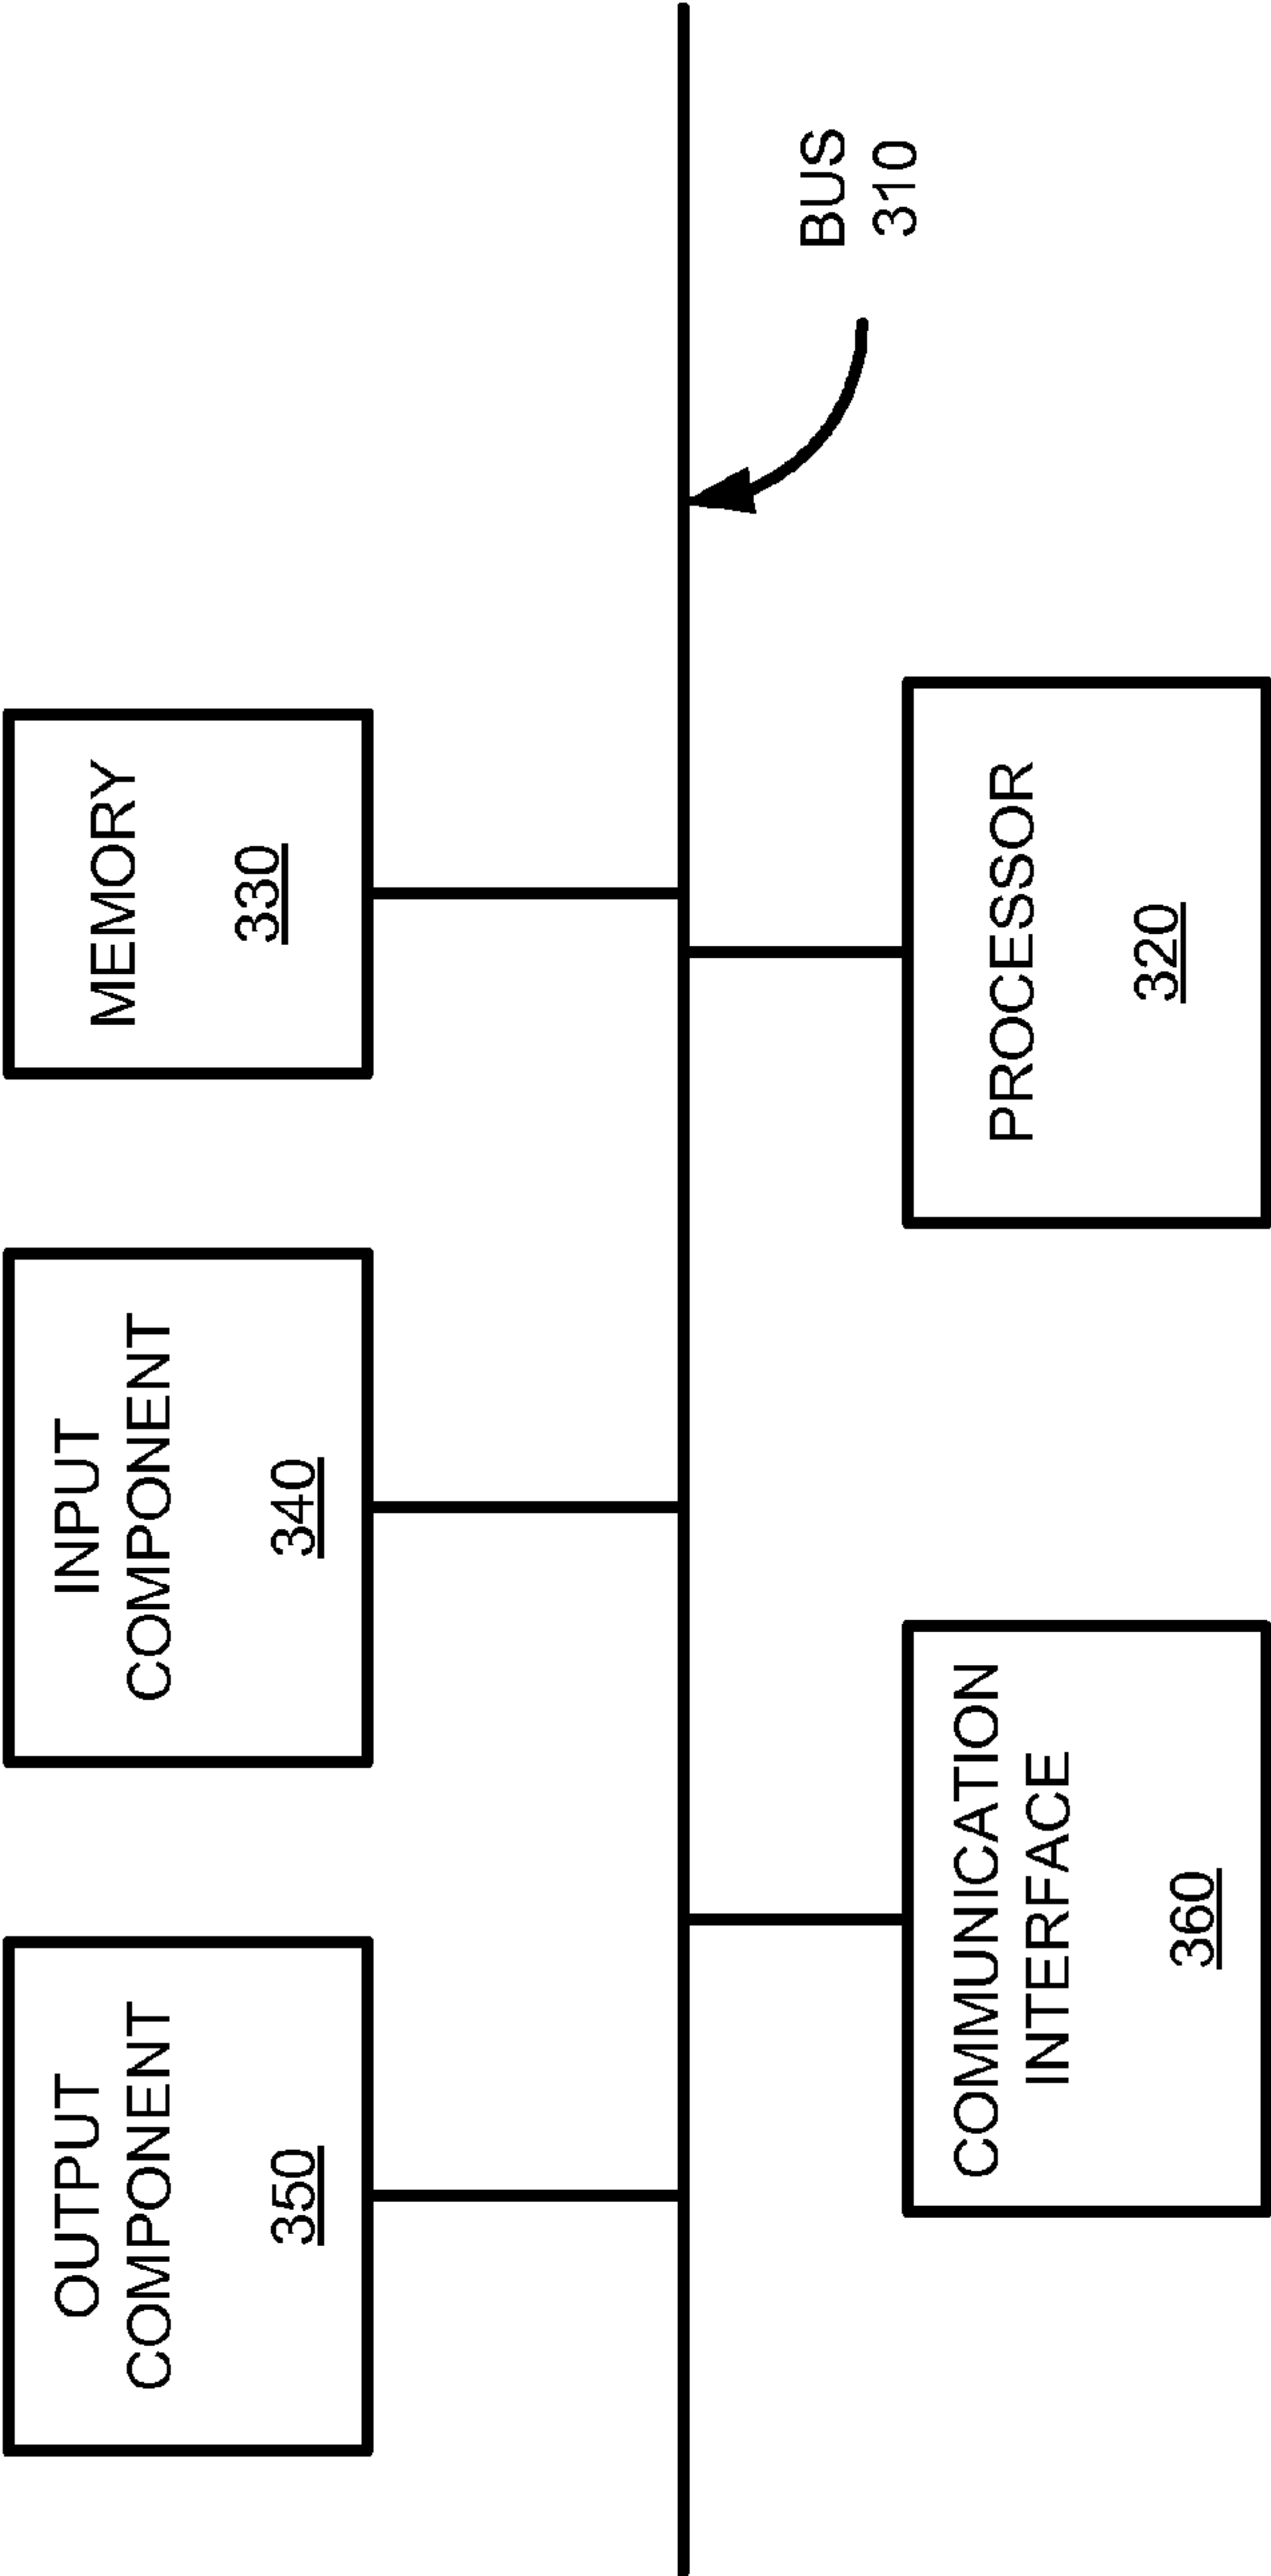 OUTPUT
COMPONENT
350
INPUT
COMPONENT
340
MEMORY
330
BUS
310
COMMUNICATION
INTERFACE
360
PROCESSOR
320